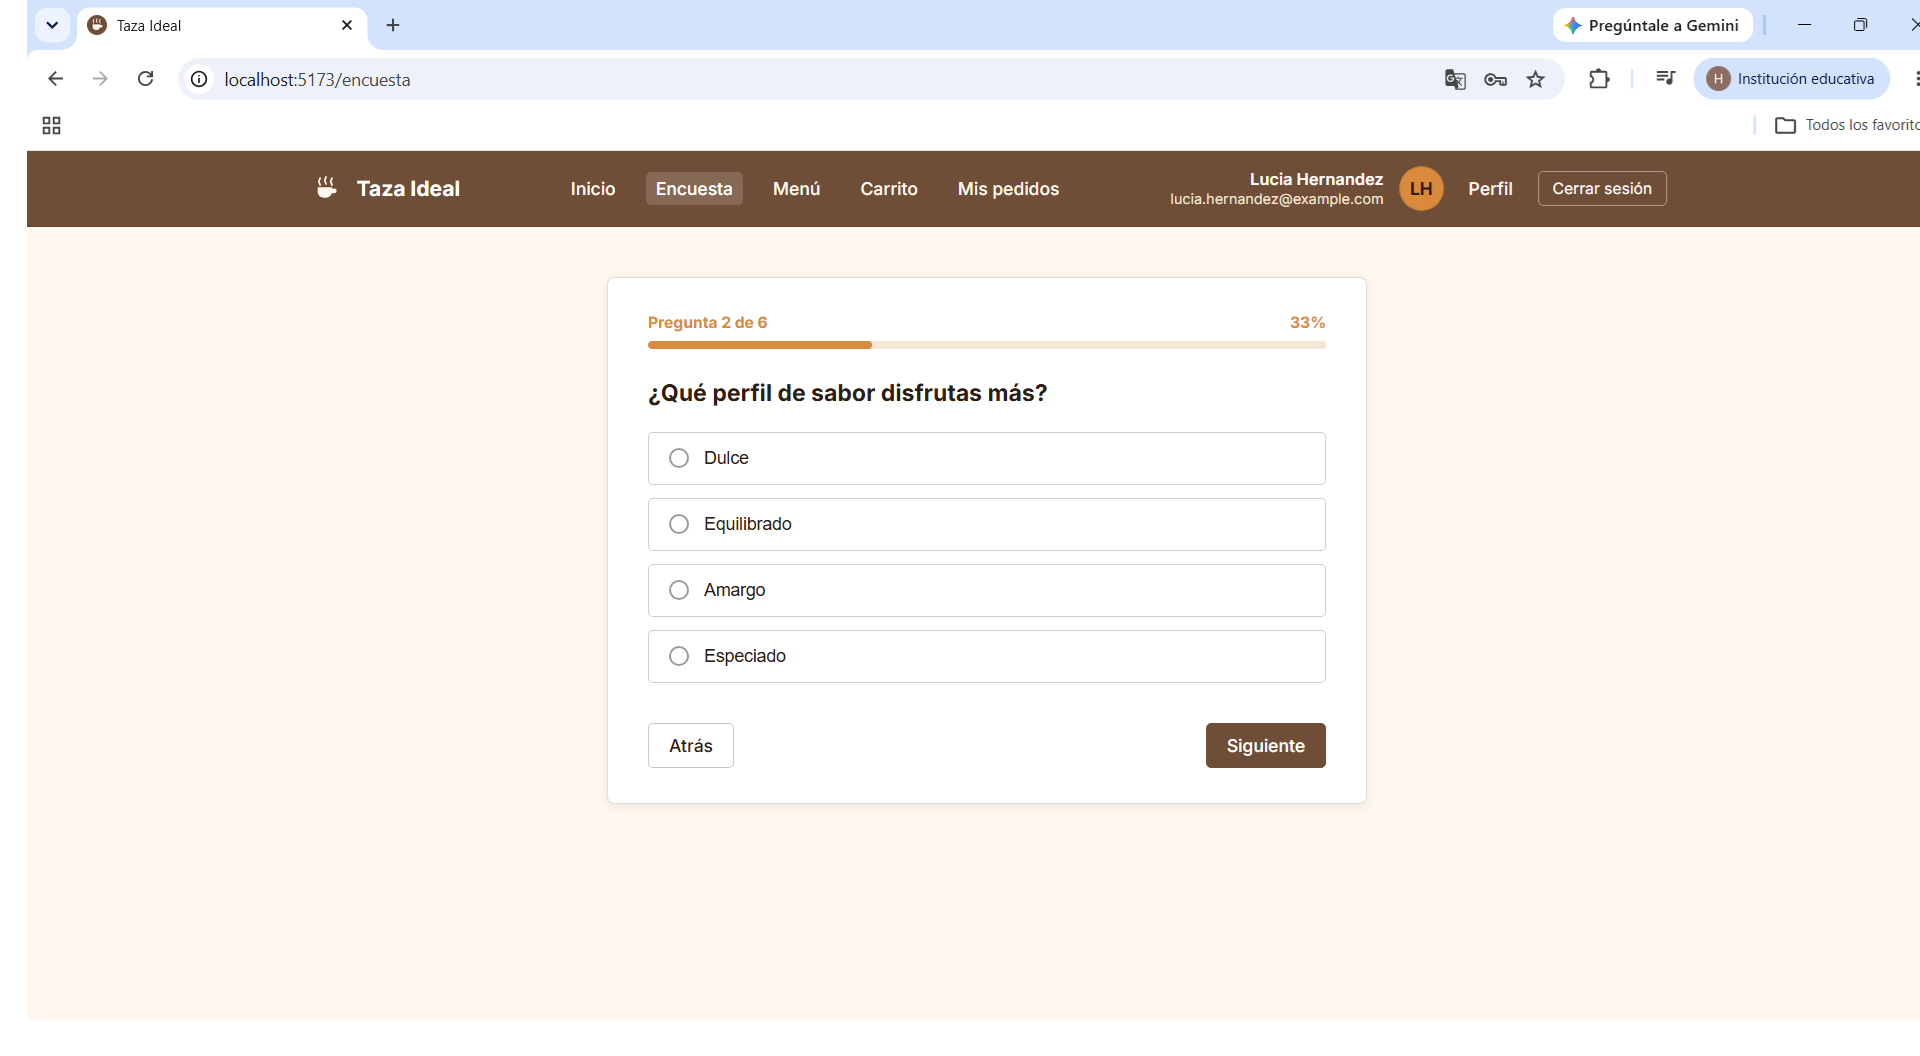 Taza Ideal
Pregúntale a Gemini
localhost:5173/encuesta
H Institución educativa
Todos los favorito
Taza Ideal Inicio Encuesta Menú Carrito Mis pedidos Lucia Hernandez LH Perfil Cerrar sesión
lucia.hernandez@example.com
Pregunta 2 de 6 33%
¿Qué perfil de sabor disfrutas más?
Dulce
Equilibrado
Amargo
Especiado
Atrás Siguiente